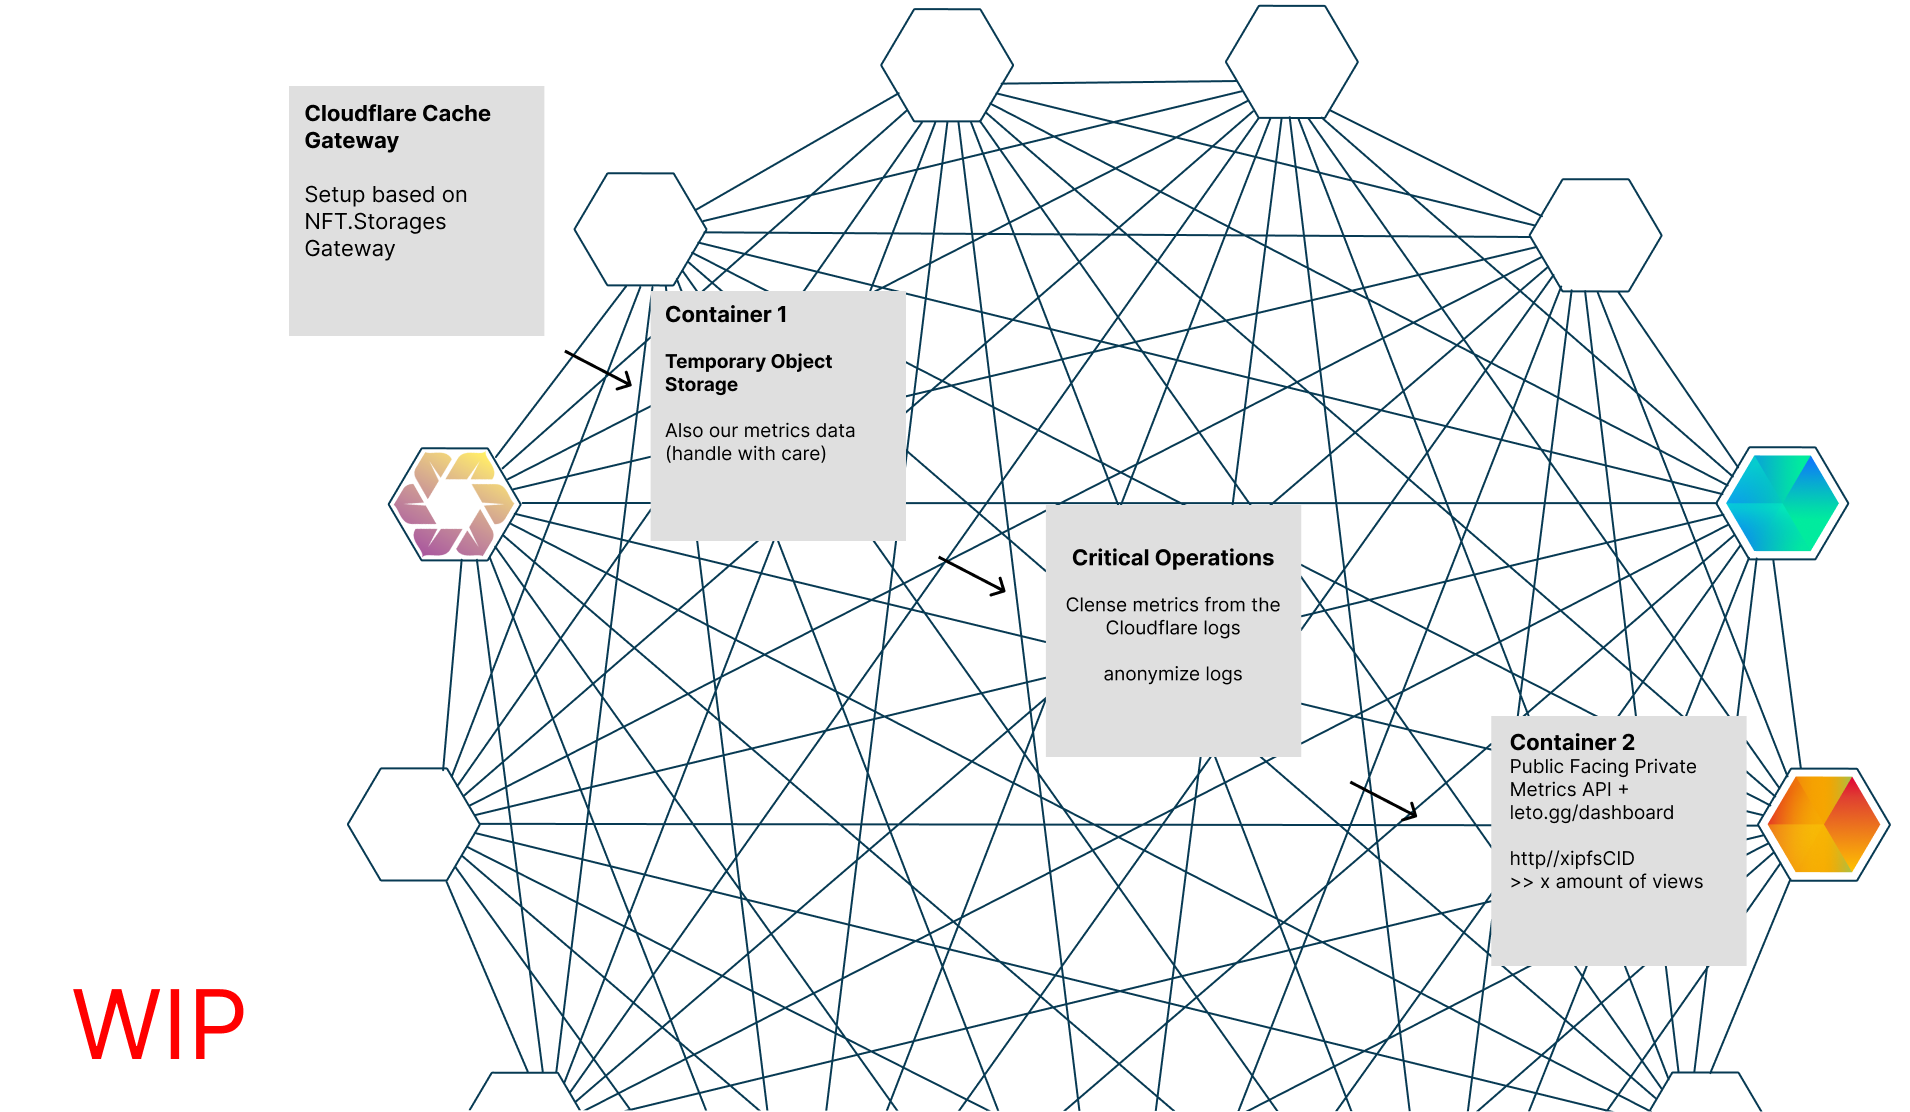 Cloudflare Cache
Gateway
Setup based on
NFT.Storages
Gateway
Container 1
Temporary Object
Storage
Also our metrics data
(handle with care)
Critical Operations
Clense metrics from the
Cloudflare logs
anonymize logs
Container 2
Public Facing Private
Metrics API +
leto.gg/dashboard
http//xipfsCID
>> x amount of views
WIP